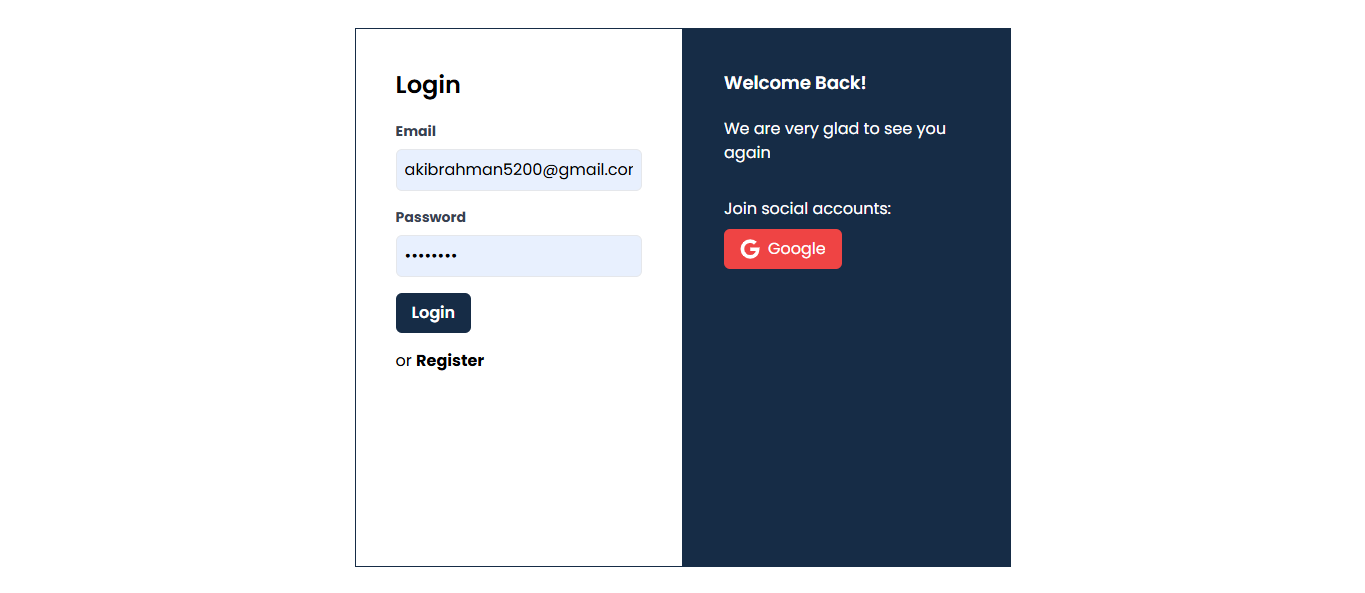 Login
Email
akibrahman5200@gmail.cor
Password
••••••••
Login
or Register
Welcome Back!
We are very glad to see you
again
Join social accounts:
Google